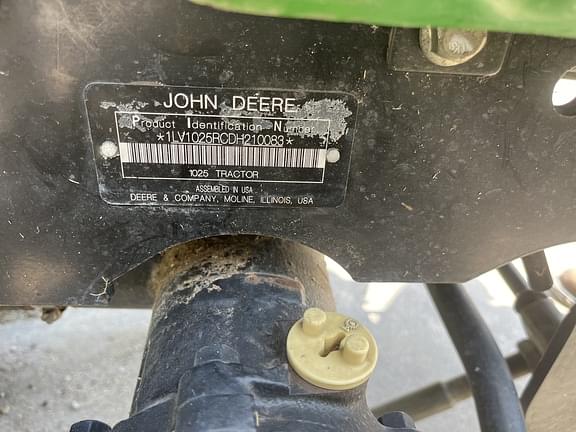 JOHN DEERE
Product Identification Number
*1LV1025RCDH210083*
1025 TRACTOR
ASSEMBLED IN USA
DEERE & COMPANY, MOLINE, ILLINOIS, USA